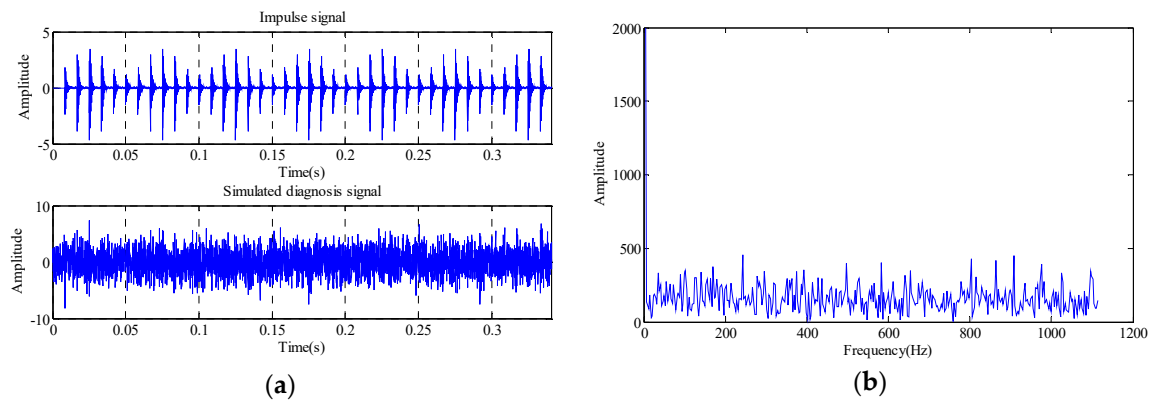 Impulse signal
5
0
-5
Amplitude
0 0.05 0.1 0.15 0.2 0.25 0.3
Time(s)
Simulated diagnosis signal
10
0
-10
Amplitude
0 0.05 0.1 0.15 0.2 0.25 0.3
Time(s)
(a)
2000
1500
1000
500
0
Amplitude
0 200 400 600 800 1000 1200
Frequency(Hz)
(b)